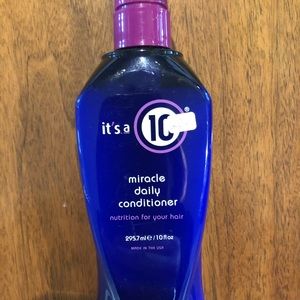 it's a 10®
miracle
daily
conditioner
nutrition for your hair
295.7ml e / 10 fl oz
MADE IN THE USA